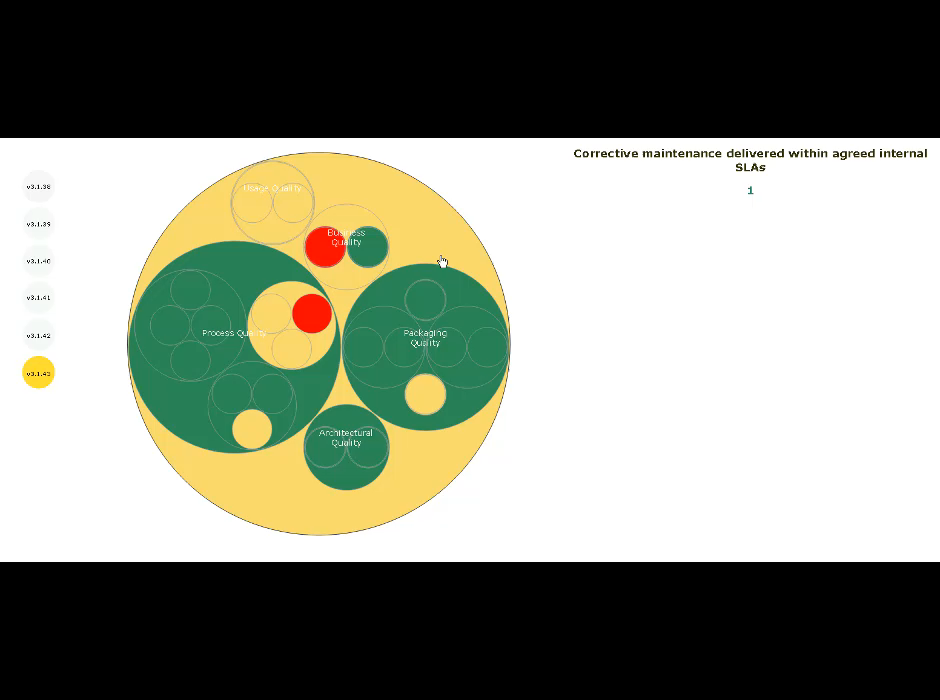 Corrective maintenance delivered within agreed internal
SLAs
1
v3.1.38
v3.1.39
v3.1.40
v3.1.41
v3.1.42
v3.1.43
Usage Quality
Business
Quality
Process Quality
Packaging
Quality
Architectural
Quality